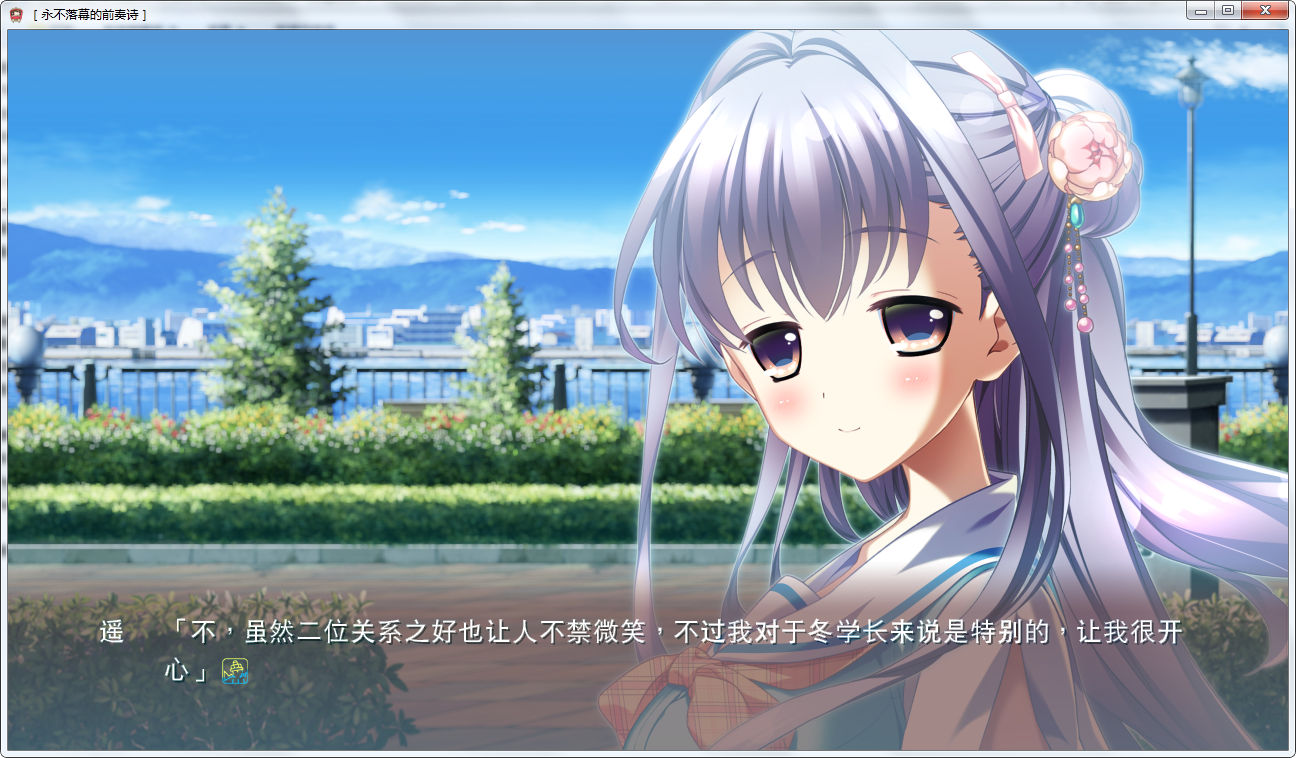 [ 永不落幕的前奏诗 ]
遥 「不，虽然二位关系之好也让人不禁微笑，不过我对于冬学长来说是特别的，让我很开
心」